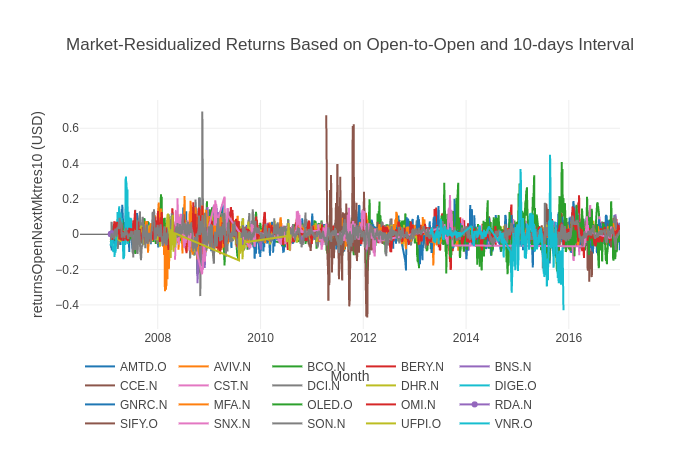 Market-Residualized Returns Based on Open-to-Open and 10-days Interval
returnsOpenNextMktres10 (USD)
0.6
0.4
0.2
0
−0.2
−0.4
2008 2010 2012 2014 2016
Month
AMTD.O AVIV.N BCO.N BERY.N BNS.N
CCE.N CST.N DCI.N DHR.N DIGE.O
GNRC.N MFA.N OLED.O OMI.N RDA.N
SIFY.O SNX.N SON.N UFPI.O VNR.O